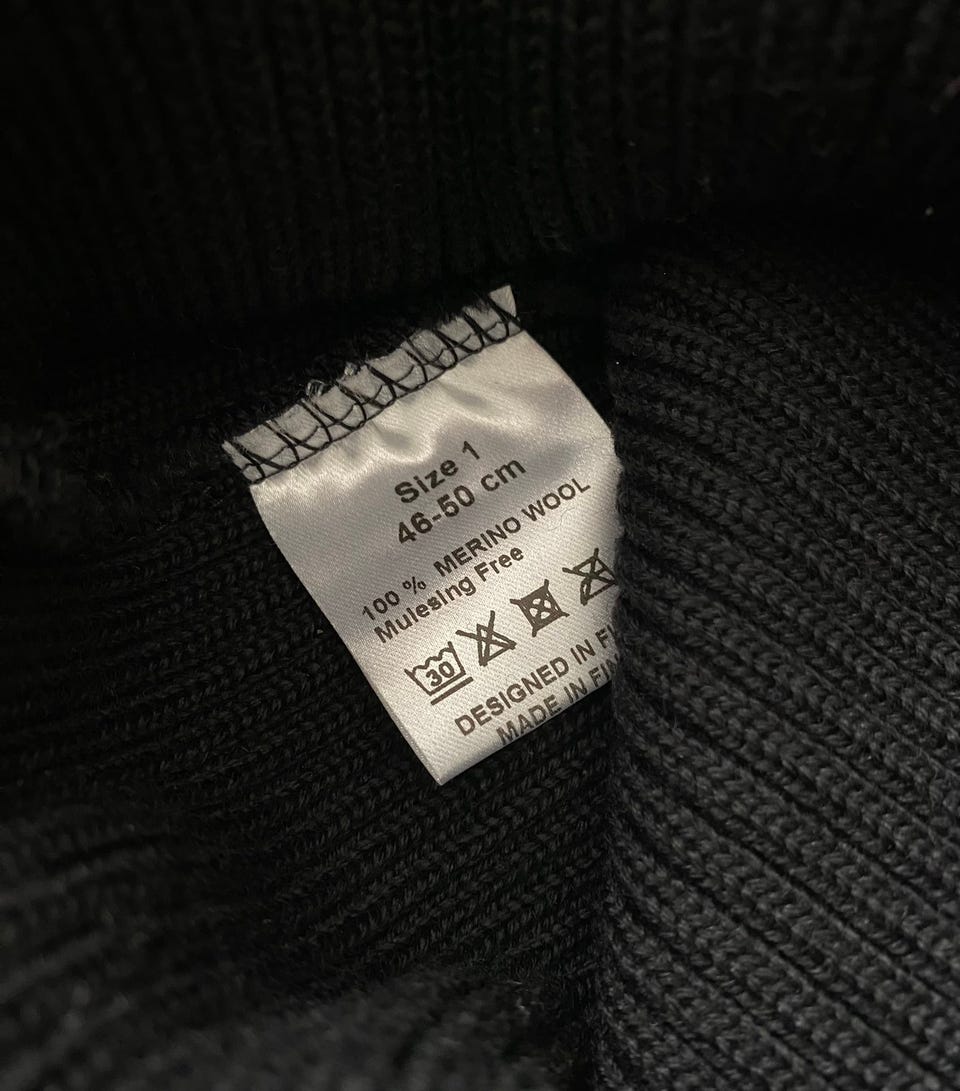 Size 1
46-50 cm
100 % MERINO WOOL
Mulesing Free
30
DESIGNED IN
MADE IN